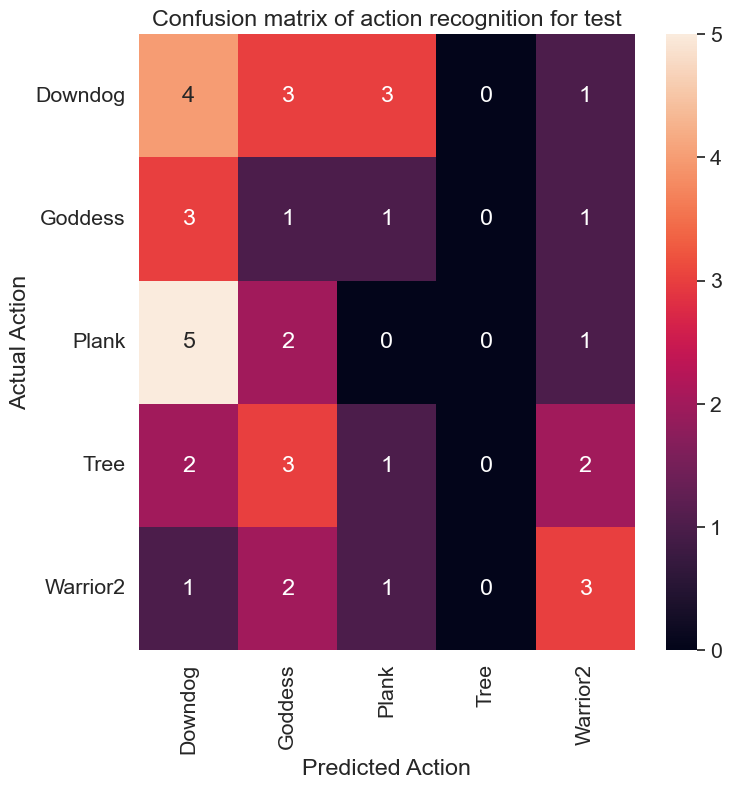 Confusion matrix of action recognition for test
Actual Action
Downdog 4 3 3 0 1
Goddess 3 1 1 0 1
Plank 5 2 0 0 1
Tree 2 3 1 0 2
Warrior2 1 2 1 0 3
Downdog Goddess Plank Tree Warrior2
Predicted Action
5
4
3
2
1
0